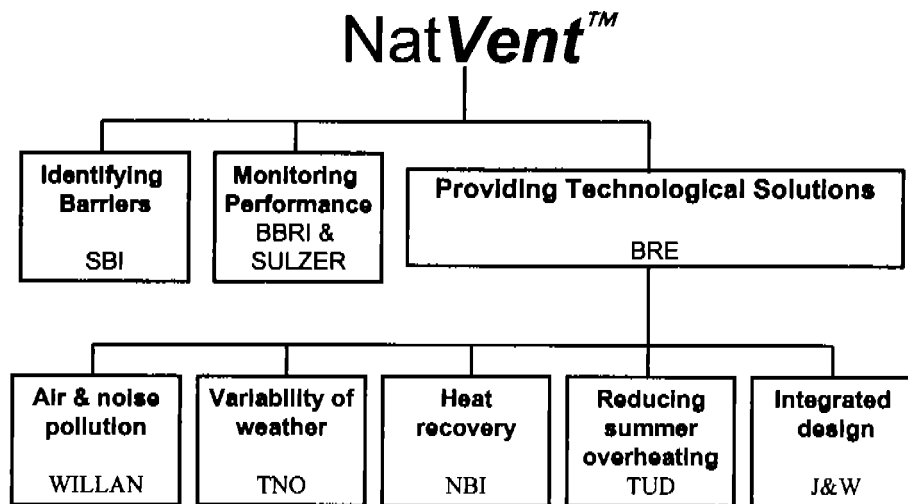 NatVent™
Identifying
Barriers
SBI
Monitoring
Performance
BBRI &
SULZER
Providing Technological Solutions
BRE
Air & noise
pollution
WILLAN
Variability of
weather
TNO
Heat
recovery
NBI
Reducing
summer
overheating
TUD
Integrated
design
J&W